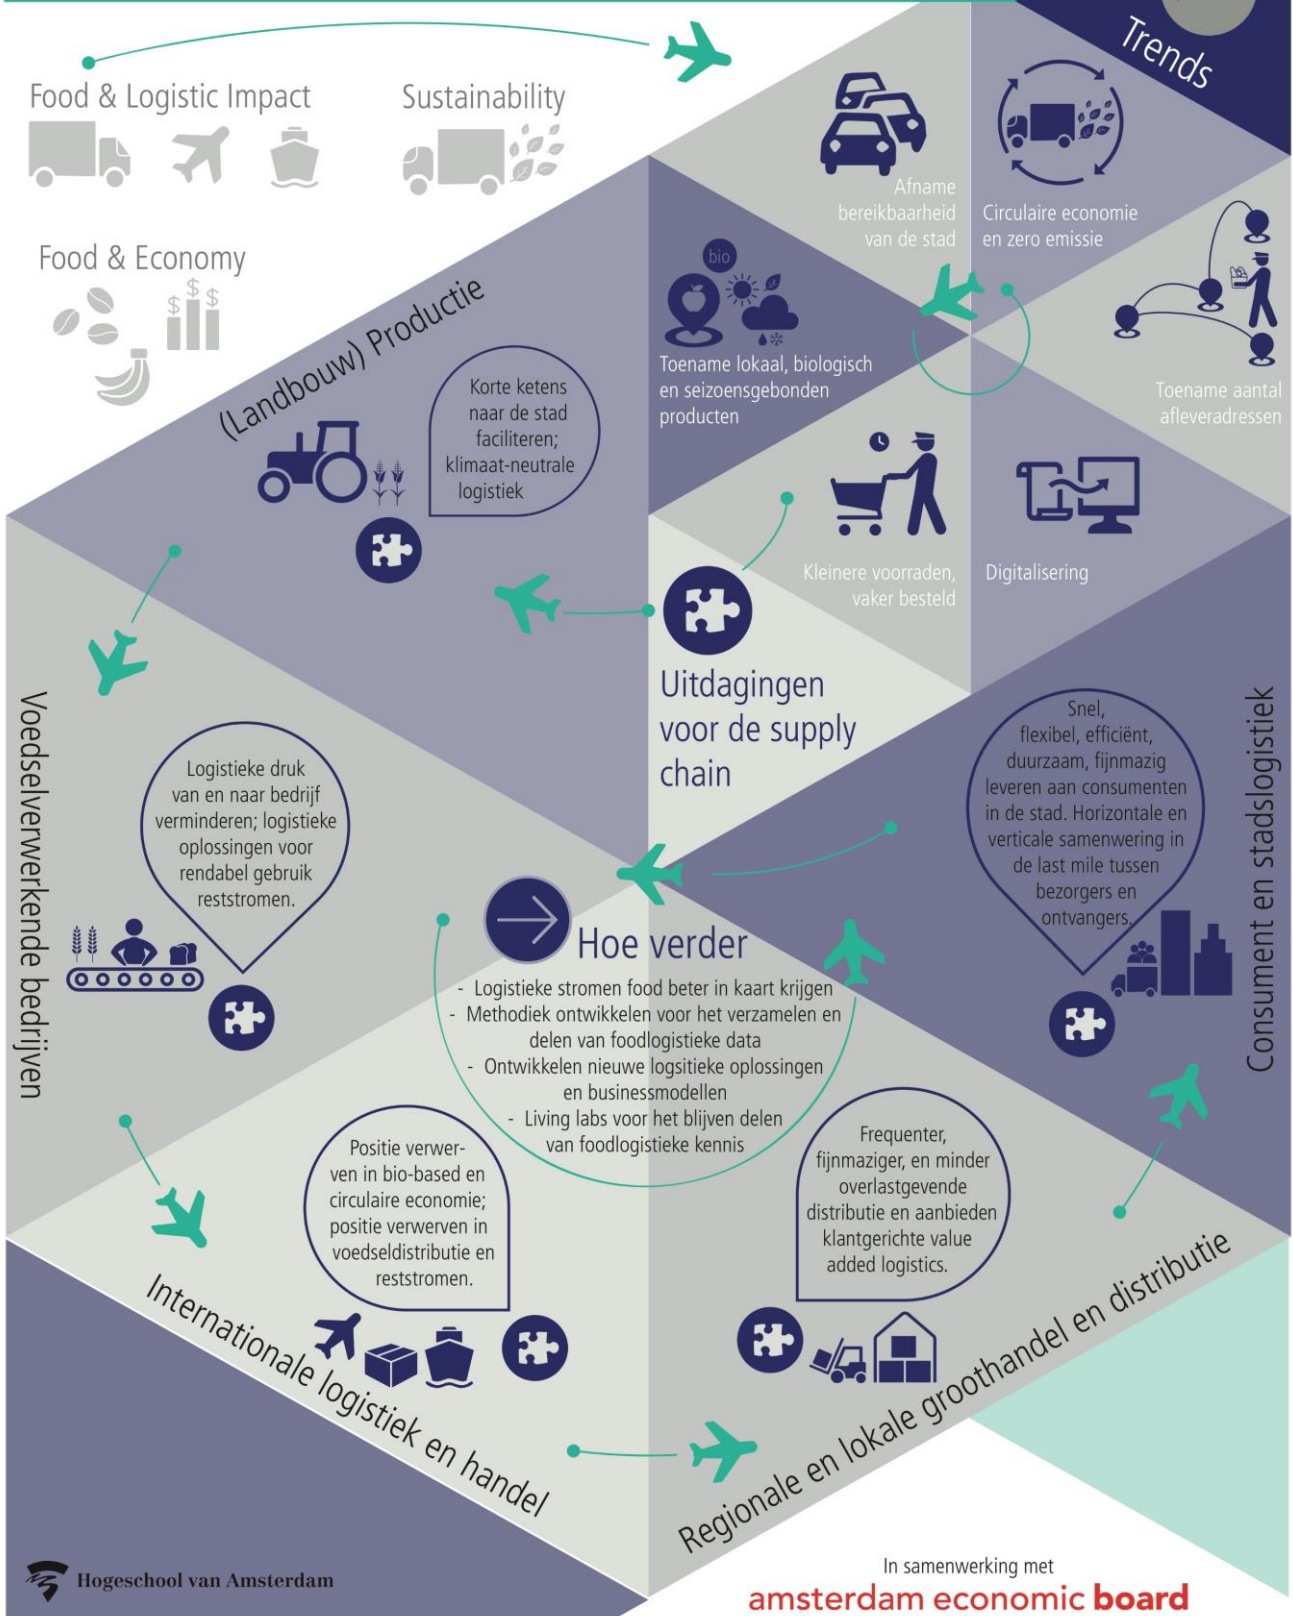 Trends
Food & Logistic Impact
Sustainability
Food & Economy
$
$
$
Afname
bereikbaarheid
van de stad
Circulaire economie
en zero emissie
bio
Toename lokaal, biologisch
en seizoensgebonden
producten
Toename aantal
afleveradressen
Kleinere voorraden,
vaker besteld
Digitalisering
Uitdagingen
voor de supply
chain
(Landbouw) Productie
Korte ketens
naar de stad
faciliteren;
klimaat-neutrale
logistiek
Voedselverwerkende bedrijven
Logistieke druk
van en naar bedrijf
verminderen; logistieke
oplossingen voor
rendabel gebruik
reststromen.
Internationale logistiek en handel
Positie verwer-
ven in bio-based en
circulaire economie;
positie verwerven in
voedseldistributie en
reststromen.
Regionale en lokale groothandel en distributie
Frequenter,
fijnmaziger, en minder
overlastgevende
distributie en aanbieden
klantgerichte value
added logistics.
Consument en stadslogistiek
Snel,
flexibel, efficiënt,
duurzaam, fijnmazig
leveren aan consumenten
in de stad. Horizontale en
verticale samenwering in
de last mile tussen
bezorgers en
ontvangers.
Hoe verder
- Logistieke stromen food beter in kaart krijgen
- Methodiek ontwikkelen voor het verzamelen en
delen van foodlogistieke data
- Ontwikkelen nieuwe logsitieke oplossingen
en businessmodellen
- Living labs voor het blijven delen
van foodlogistieke kennis
Hogeschool van Amsterdam
In samenwerking met
amsterdam economic board